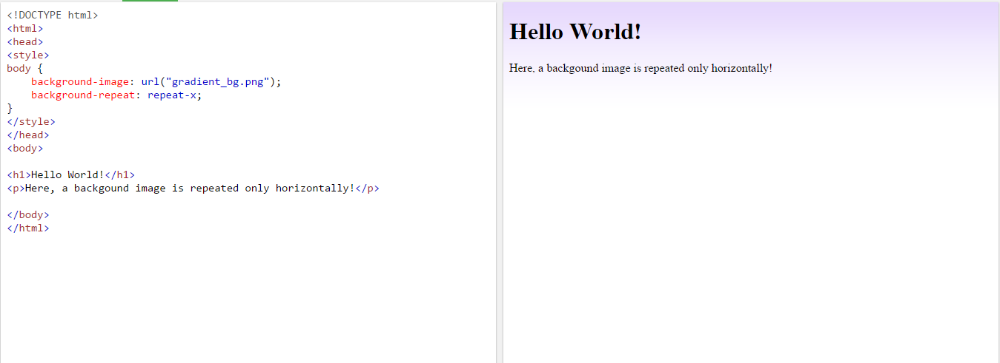 <!DOCTYPE html>
<html>
<head>
<style>
body {
    background-image: url("gradient_bg.png");
    background-repeat: repeat-x;
}
</style>
</head>
<body>

<h1>Hello World!</h1>
<p>Here, a backgound image is repeated only horizontally!</p>

</body>
</html>
Hello World!
Here, a backgound image is repeated only horizontally!